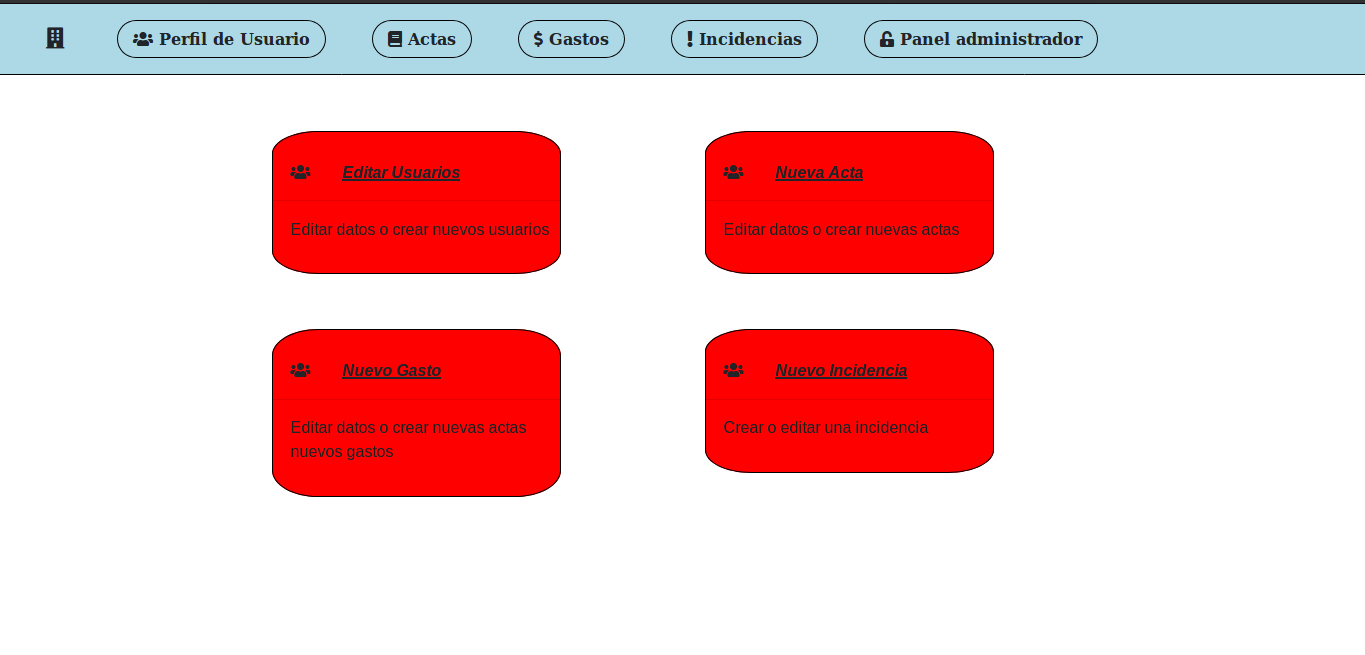 Perfil de Usuario Actas $ Gastos ! Incidencias Panel administrador
Editar Usuarios
Editar datos o crear nuevos usuarios
Nueva Acta
Editar datos o crear nuevas actas
Nuevo Gasto
Editar datos o crear nuevas actas
nuevos gastos
Nuevo Incidencia
Crear o editar una incidencia